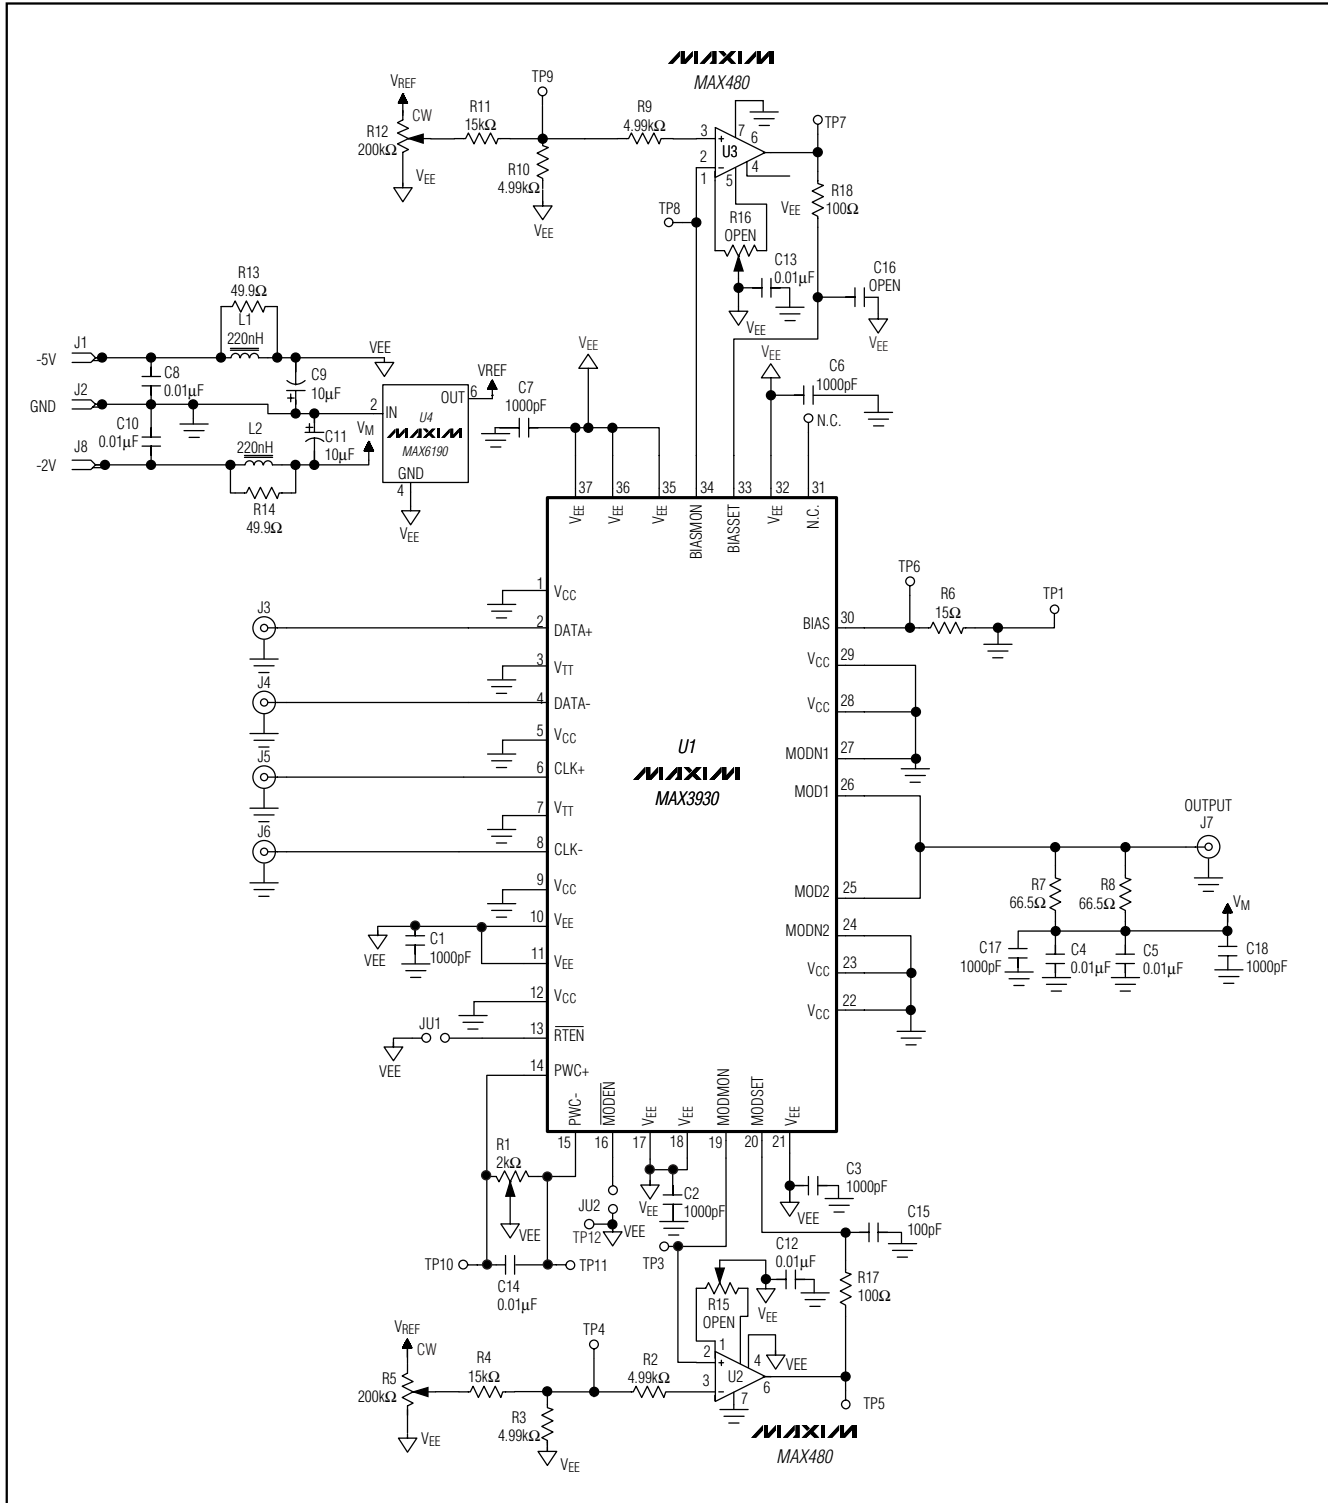 MAXIM
MAX480
VREF
CW
R12
200kΩ
VEE
R11
15kΩ
TP9
R10
4.99kΩ
VEE
R9
4.99kΩ
3
2
1
+
-
U3
7
6
5
4
TP7
VEE
R18
100Ω
TP8
R16
OPEN
C13
0.01µF
VEE
C16
OPEN
VEE
R13
49.9Ω
L1
220nH
J1
-5V
VEE
C8
0.01µF
C9
10µF
+
J2
GND
C10
0.01µF
L2
220nH
+
C11
10µF
VM
J8
-2V
R14
49.9Ω
2
IN
OUT
6
VREF
U4
MAXIM
MAX6190
GND
4
VEE
C7
1000pF
VEE
VEE
C6
1000pF
N.C.
37
36
35
34
33
32
31
VEE
VEE
VEE
BIASMON
BIASSET
VEE
N.C.
U1
MAXIM
MAX3930
J3
J4
J5
J6
1
VCC
2
DATA+
3
VTT
4
DATA-
5
VCC
6
CLK+
7
VTT
8
CLK-
9
VCC
10
VEE
11
VEE
12
VCC
13
RTEN
14
PWC+
VEE
C1
1000pF
JU1
VEE
BIAS
30
VCC
29
VCC
28
MODN1
27
MOD1
26
MOD2
25
MODN2
24
VCC
23
VCC
22
TP6
R6
15Ω
TP1
OUTPUT
J7
R7
66.5Ω
R8
66.5Ω
VM
C17
1000pF
C4
0.01µF
C5
0.01µF
C18
1000pF
PWC-
MODEN
VEE
VEE
MODMON
MODSET
VEE
15
16
17
18
19
20
21
R1
2kΩ
VEE
JU2
TP12
VEE
VEE
C2
1000pF
C3
1000pF
VEE
C15
100pF
TP10
C14
0.01µF
TP11
TP3
C12
0.01µF
R15
OPEN
VEE
R17
100Ω
VREF
CW
R5
200kΩ
VEE
R4
15kΩ
TP4
R3
4.99kΩ
VEE
R2
4.99kΩ
1
2
3
+
-
U2
4
VEE
6
7
TP5
MAXIM
MAX480